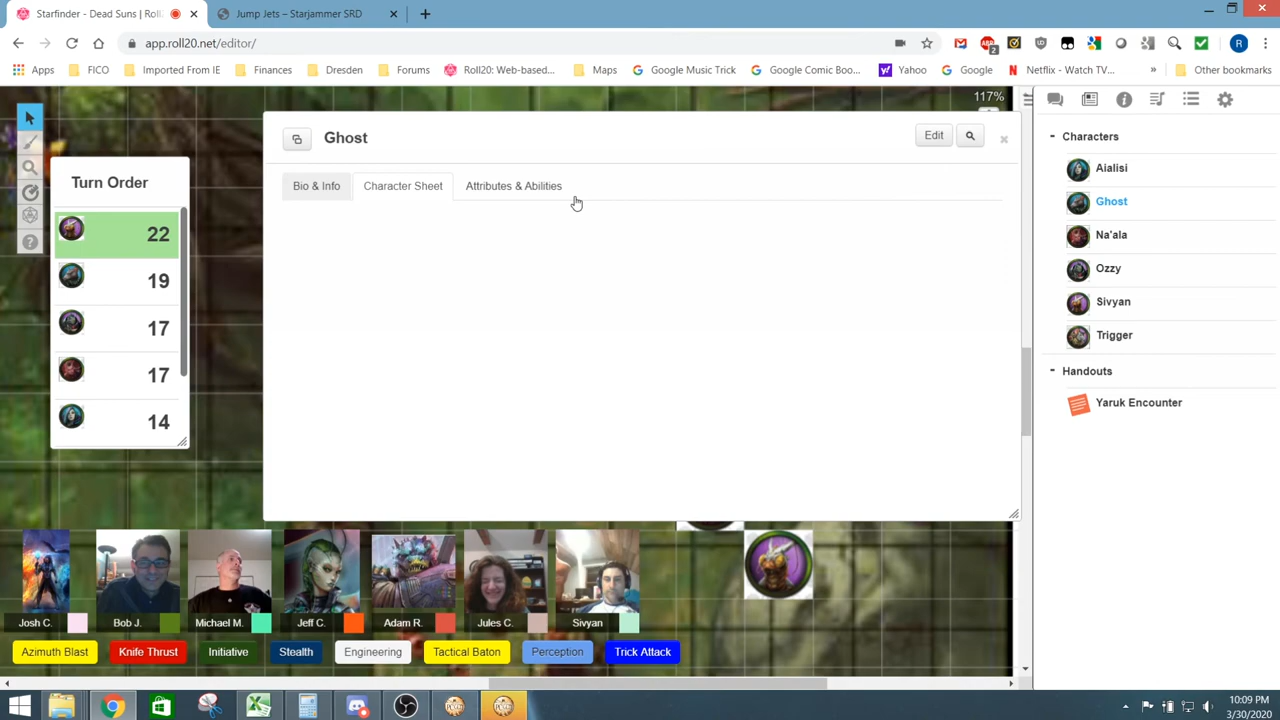 Starfinder - Dead Suns | Roll2
Jump Jets – Starjammer SRD
app.roll20.net/editor/
2
R
Apps
FICO
Imported From IE
Finances
Dresden
Forums
Roll20: Web-based...
Maps
Google Music Trick
Google Comic Boo...
Yahoo
Google
Netflix - Watch TV...
»
Other bookmarks
117%
Ghost
Edit
Bio & Info
Character Sheet
Attributes & Abilities
Turn Order
22
19
17
17
14
Characters
Aialisi
Ghost
Na'ala
Ozzy
Sivyan
Trigger
Handouts
Yaruk Encounter
Josh C.
Bob J.
Michael M.
Jeff C.
Adam R.
Jules C.
Sivyan
Azimuth Blast
Knife Thrust
Initiative
Stealth
Engineering
Tactical Baton
Perception
Trick Attack
10:09 PM
3/30/2020